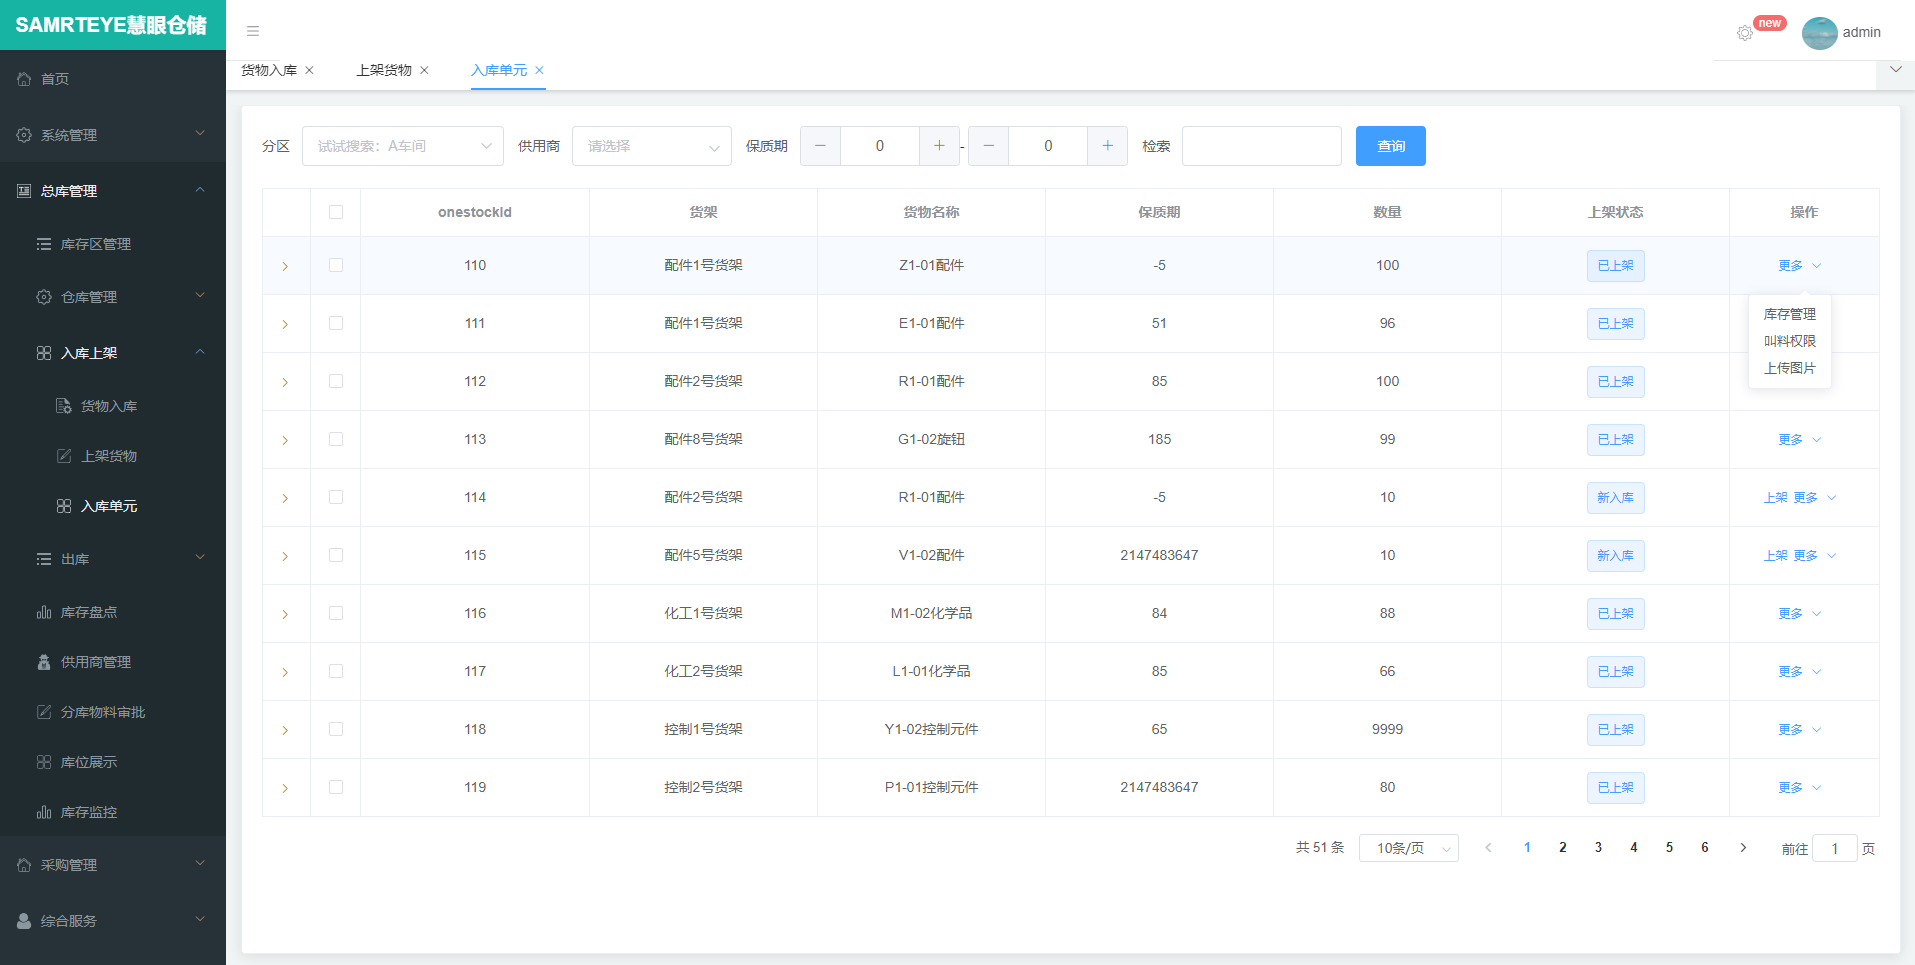 SAMRTEYE慧眼仓储
首页
系统管理
总库管理
库存区管理
仓库管理
入库上架
货物入库
上架货物
入库单元
出库
库存盘点
供用商管理
分库物料审批
库位展示
库存监控
采购管理
综合服务
new
admin
货物入库 上架货物 入库单元
分区 试试搜索：A车间 供用商 请选择 保质期 0 - 0 检索 查询
onestockId 货架 货物名称 保质期 数量 上架状态 操作
110 配件1号货架 Z1-01配件 -5 100 已上架 更多
111 配件1号货架 E1-01配件 51 96 已上架
112 配件2号货架 R1-01配件 85 100 已上架
113 配件8号货架 G1-02旋钮 185 99 已上架 更多
114 配件2号货架 R1-01配件 -5 10 新入库 上架 更多
115 配件5号货架 V1-02配件 2147483647 10 新入库 上架 更多
116 化工1号货架 M1-02化学品 84 88 已上架 更多
117 化工2号货架 L1-01化学品 85 66 已上架 更多
118 控制1号货架 Y1-02控制元件 65 9999 已上架 更多
119 控制2号货架 P1-01控制元件 2147483647 80 已上架 更多
库存管理
叫料权限
上传图片
共 51 条 10条/页 1 2 3 4 5 6 前往 1 页